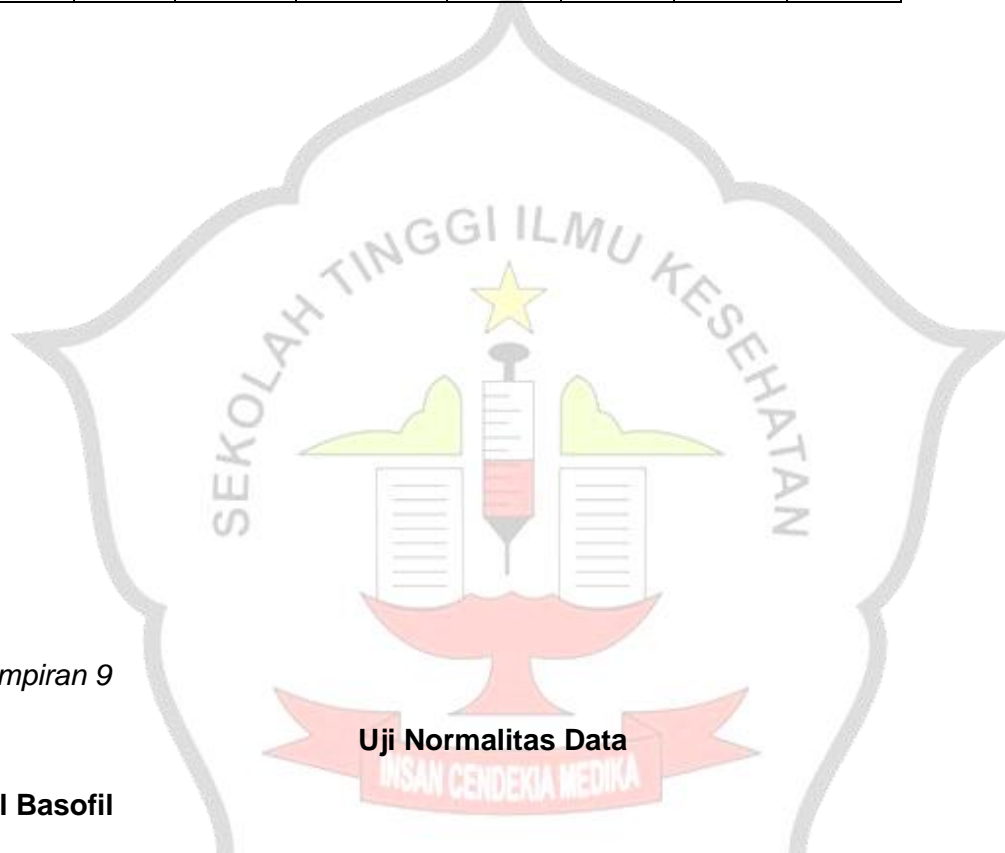 SEKOLAH TINGGI ILMU KESEHATAN
mpiran 9
Uji Normalitas Data
INSAN CENDEKIA MEDIKA
l Basofil